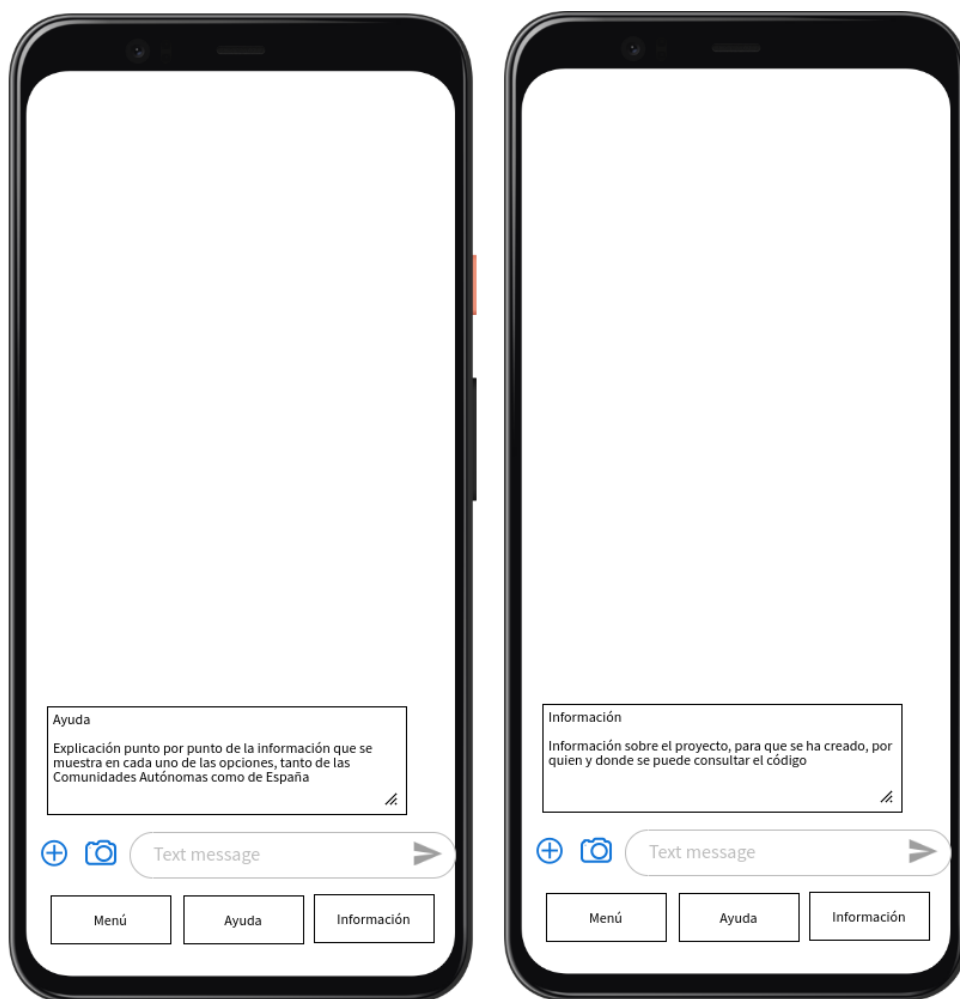 Ayuda
Explicación punto por punto de la información que se
muestra en cada uno de las opciones, tanto de las
Comunidades Autónomas como de España
Text message
Menú
Ayuda
Información
Información
Información sobre el proyecto, para que se ha creado, por
quien y donde se puede consultar el código
Text message
Menú
Ayuda
Información